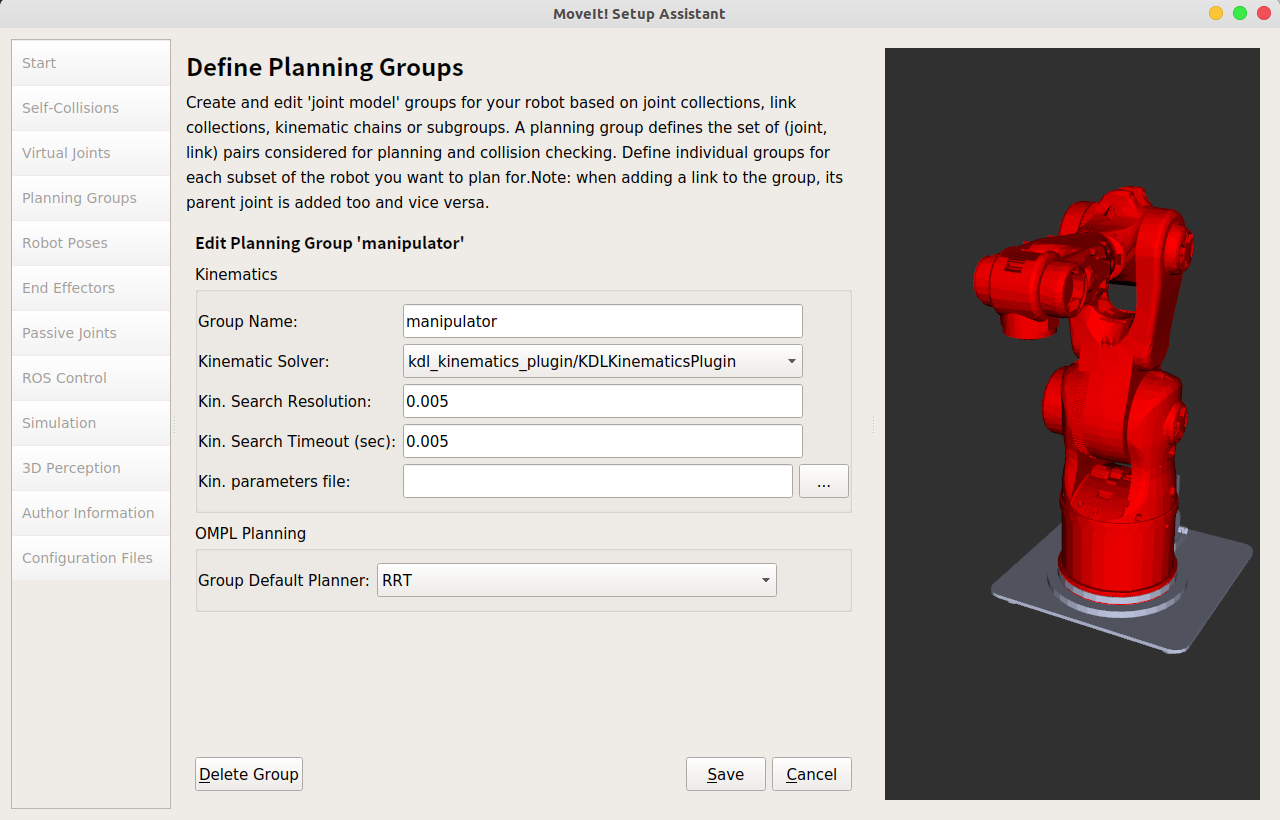 MoveIt! Setup Assistant
Start
Self-Collisions
Virtual Joints
Planning Groups
Robot Poses
End Effectors
Passive Joints
ROS Control
Simulation
3D Perception
Author Information
Configuration Files
Define Planning Groups
Create and edit 'joint model' groups for your robot based on joint collections, link
collections, kinematic chains or subgroups. A planning group defines the set of (joint,
link) pairs considered for planning and collision checking. Define individual groups for
each subset of the robot you want to plan for.Note: when adding a link to the group, its
parent joint is added too and vice versa.
Edit Planning Group 'manipulator'
Kinematics
Group Name: manipulator
Kinematic Solver: kdl_kinematics_plugin/KDLKinematicsPlugin
Kin. Search Resolution: 0.005
Kin. Search Timeout (sec): 0.005
Kin. parameters file: ...
OMPL Planning
Group Default Planner: RRT
Delete Group Save Cancel